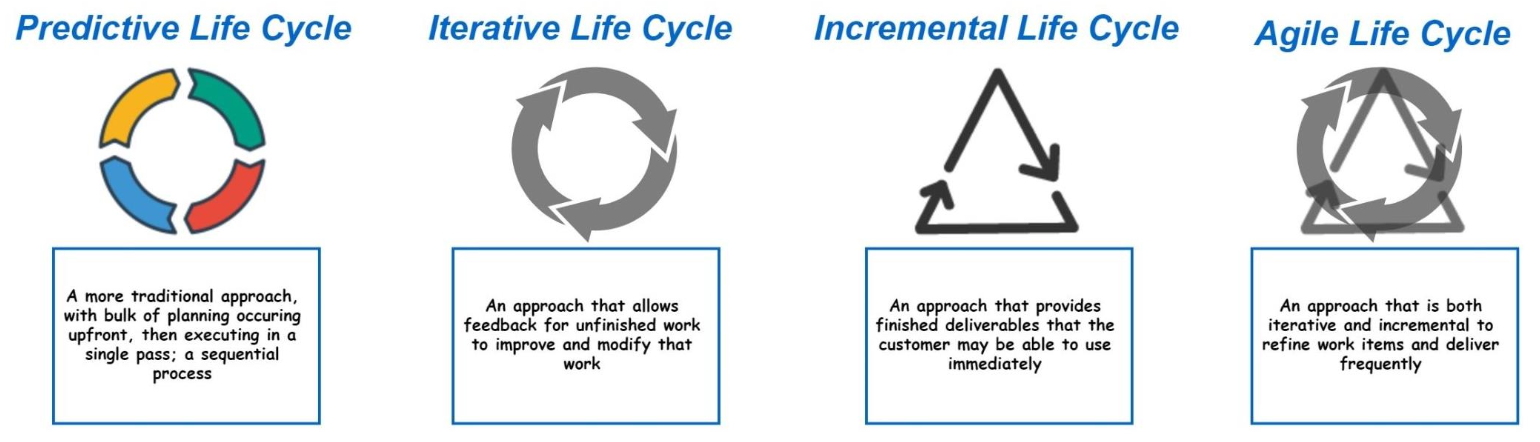 Predictive Life Cycle
Iterative Life Cycle
Incremental Life Cycle
Agile Life Cycle
A more traditional approach,
with bulk of planning occuring
upfront, then executing in a
single pass; a sequential
process
An approach that allows
feedback for unfinished work
to improve and modify that
work
An approach that provides
finished deliverables that the
customer may be able to use
immediately
An approach that is both
iterative and incremental to
refine work items and deliver
frequently